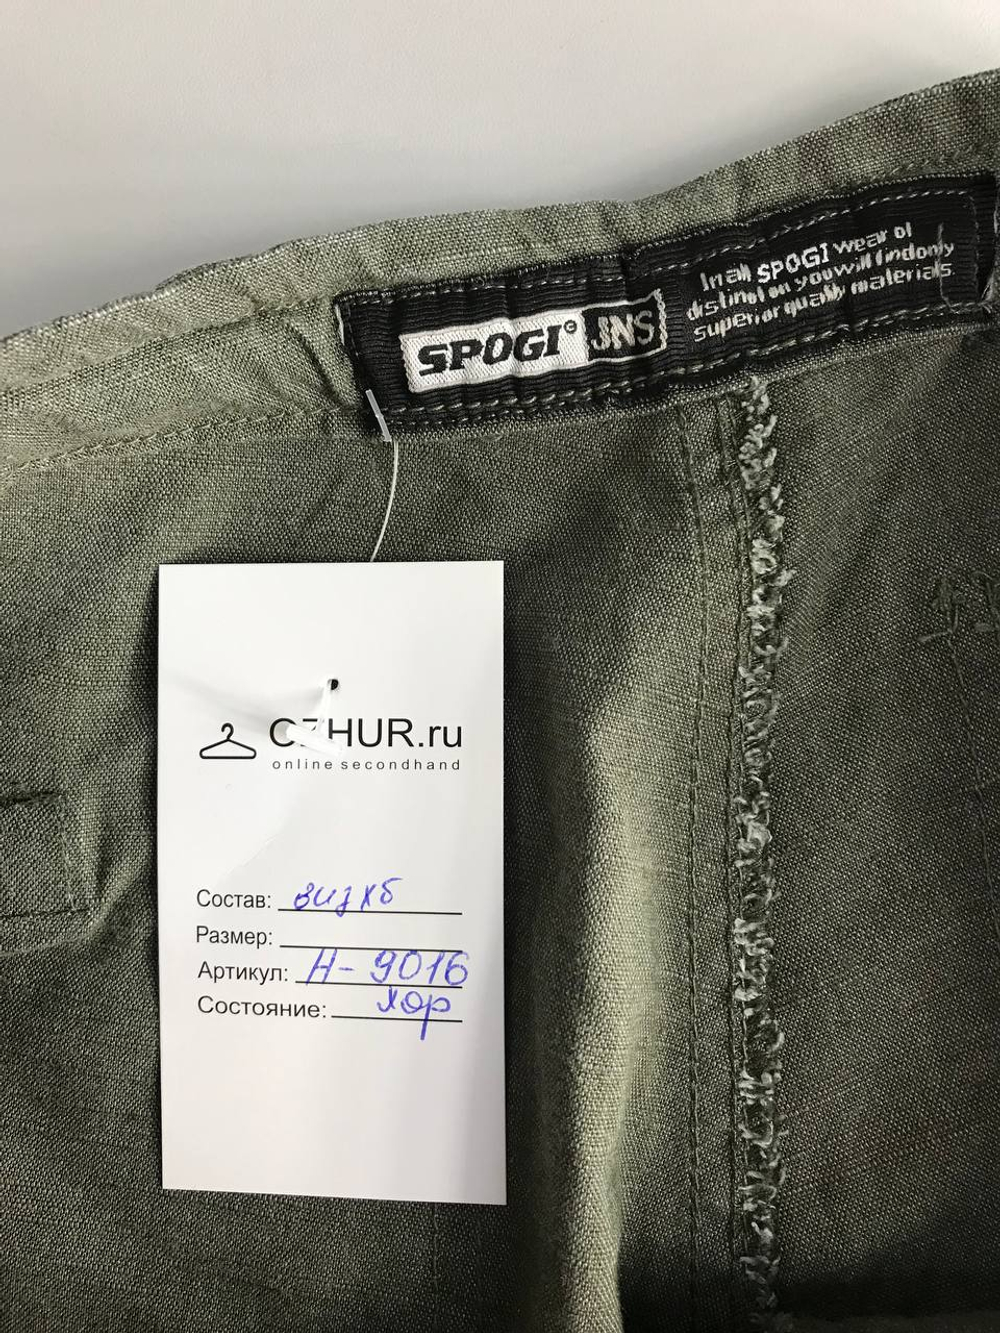 SPOGI® JNS
In all SPOGI wear of
distinction you will find only
superior quality materials.
CZHUR.ru
online secondhand
Состав: виз хб
Размер:
Артикул: Н-9016
Состояние: хор